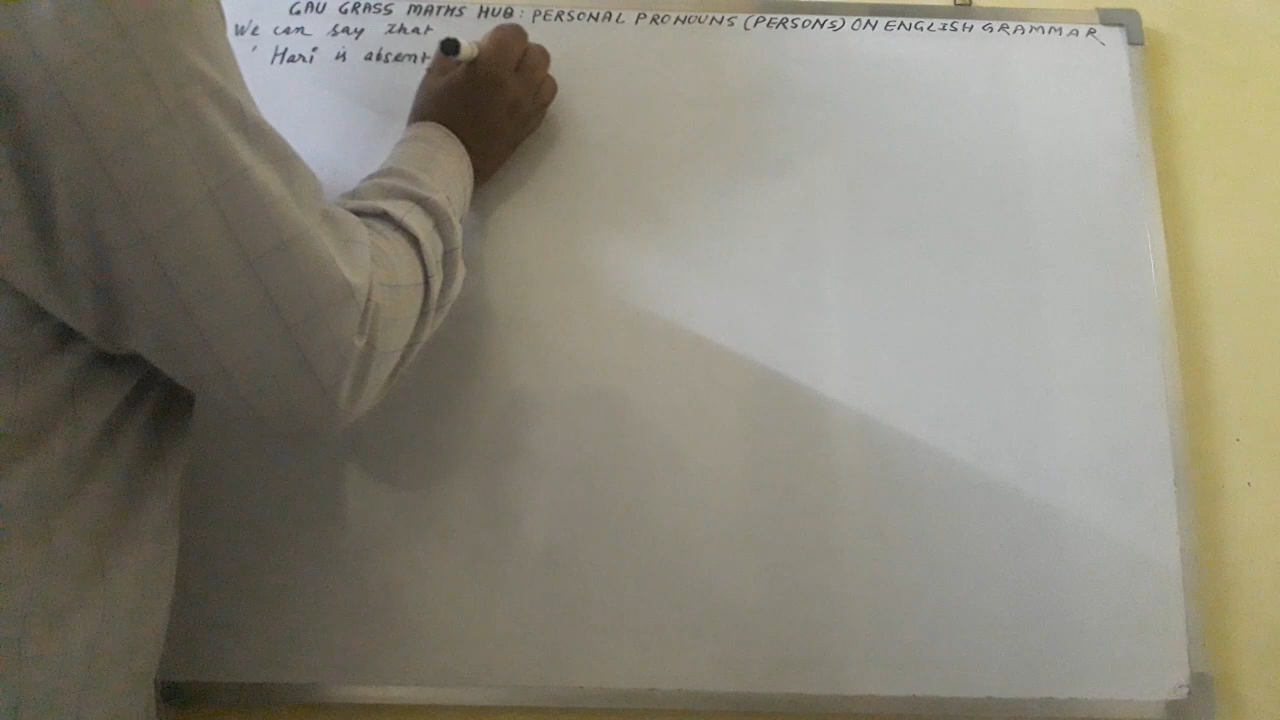 GAU GRASS MATHS HUB: PERSONAL PRONOUNS (PERSONS) ON ENGLISH GRAMMAR
We can say that
' Hari is absent,